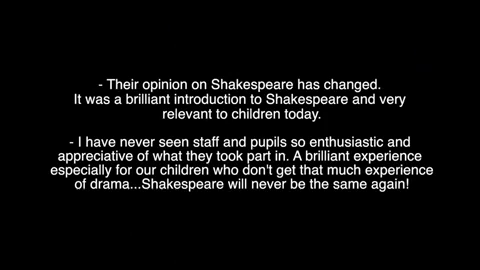 - Their opinion on Shakespeare has changed.
It was a brilliant introduction to Shakespeare and very
relevant to children today.
- I have never seen staff and pupils so enthusiastic and
appreciative of what they took part in. A brilliant experience
especially for our children who don't get that much experience
of drama...Shakespeare will never be the same again!